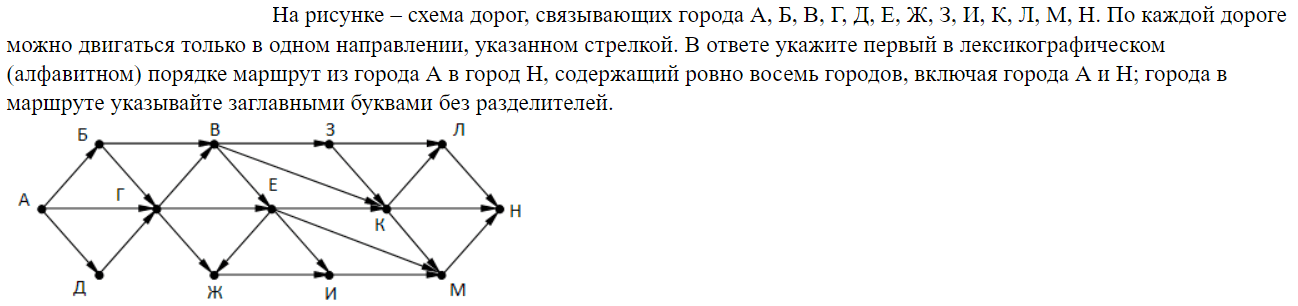 На рисунке – схема дорог, связывающих города А, Б, В, Г, Д, Е, Ж, З, И, К, Л, М, Н. По каждой дороге
можно двигаться только в одном направлении, указанном стрелкой. В ответе укажите первый в лексикографическом
(алфавитном) порядке маршрут из города А в город Н, содержащий ровно восемь городов, включая города А и Н; города в
маршруте указывайте заглавными буквами без разделителей.
Б В З Л
А Г Е К Н
Д Ж И М